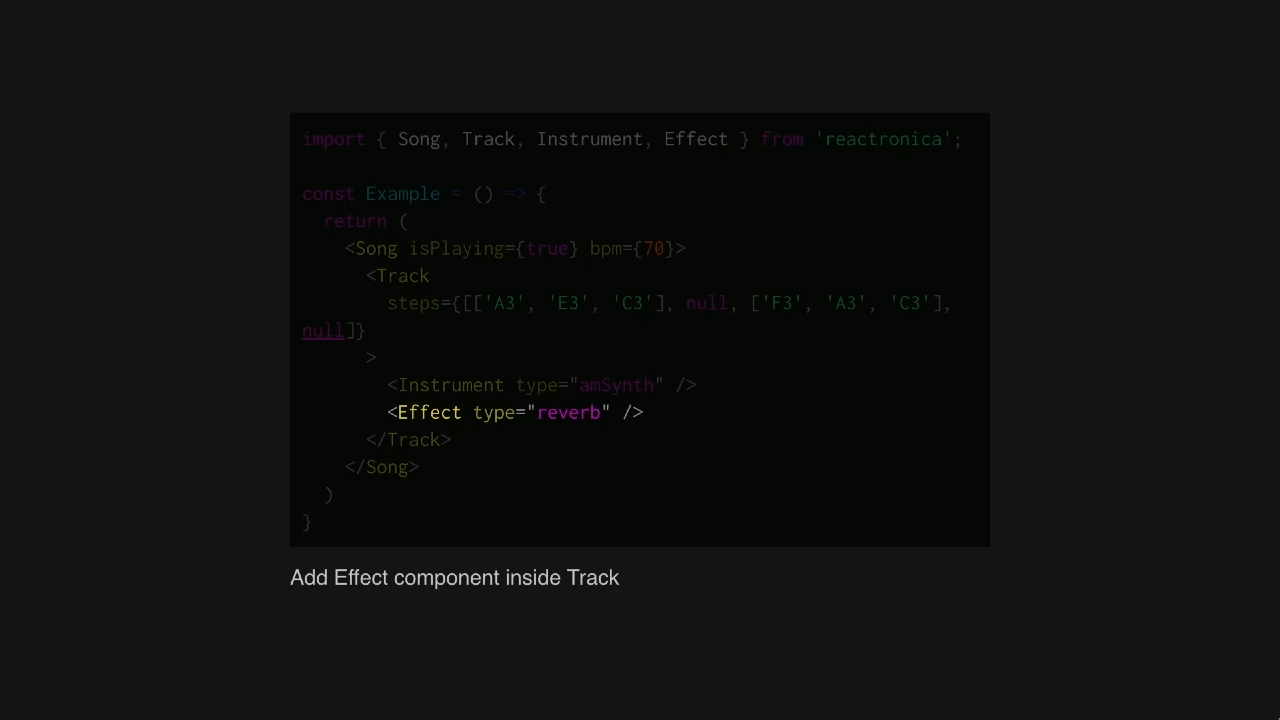 import { Song, Track, Instrument, Effect } from 'reactronica';
const Example = () => {
return (
<Song isPlaying={true} bpm={70}>
<Track
steps={[['A3', 'E3', 'C3'], null, ['F3', 'A3', 'C3'],
null]}
>
<Instrument type="amSynth" />
<Effect type="reverb" />
</Track>
</Song>
)
}
Add Effect component inside Track